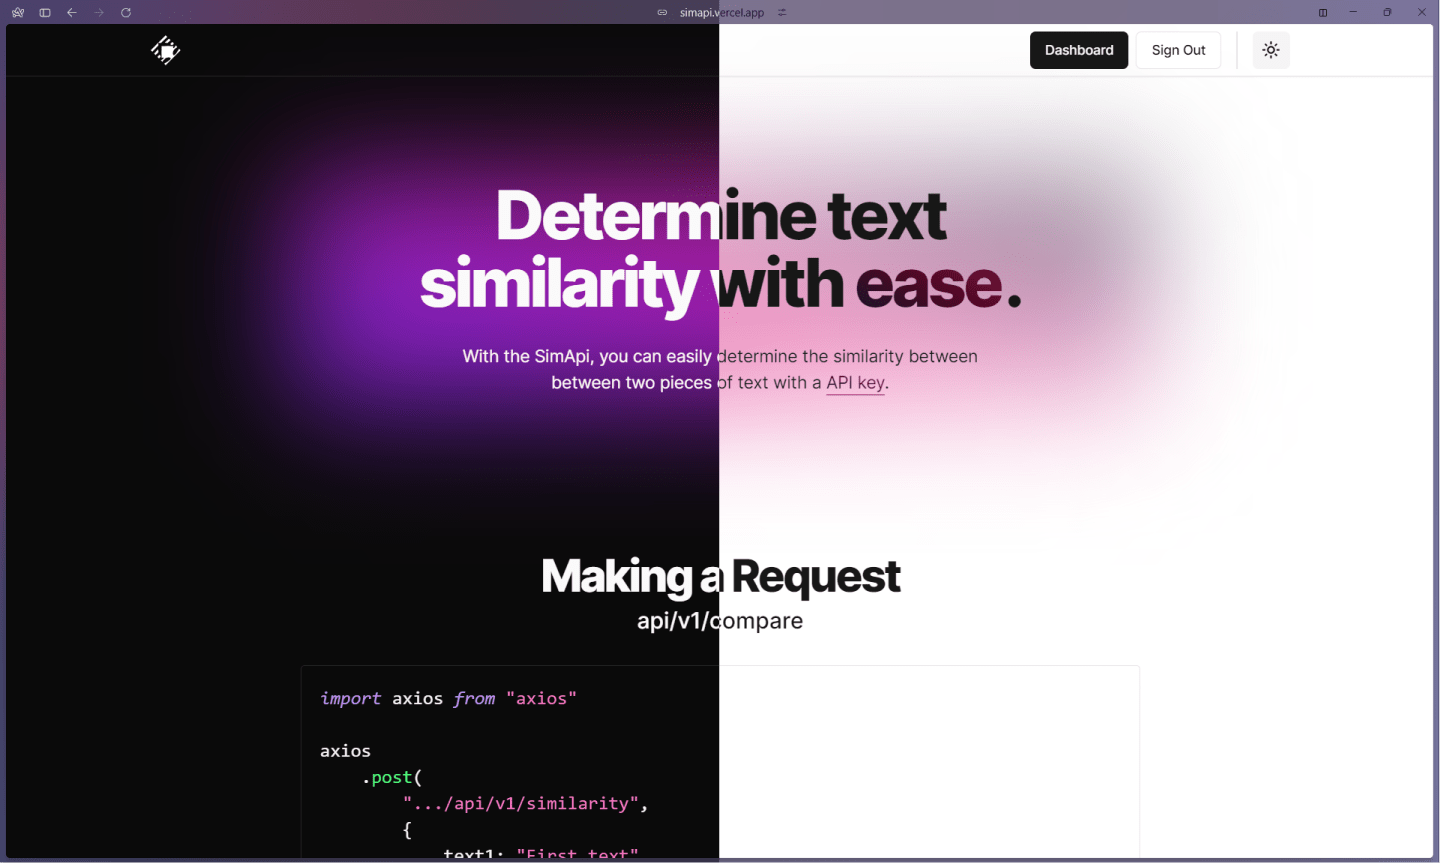 simapi.vercel.app
Dashboard
Sign Out
Determine text
similarity with ease.
With the SimApi, you can easily determine the similarity between
between two pieces of text with a API key.
Making a Request
api/v1/compare
import axios from "axios"
axios
.post(
".../api/v1/similarity",
{
text1: "First text"